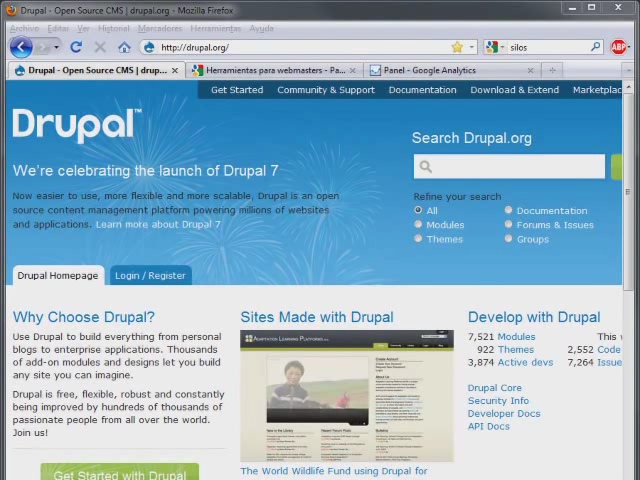 Drupal - Open Source CMS | drupal.org - Mozilla Firefox
Archivo Editar Ver Historial Marcadores Herramientas Ayuda
http://drupal.org/
silos
ABP
Drupal - Open Source CMS | drup...
Herramientas para webmasters - Pa...
Panel - Google Analytics
Get Started Community & Support Documentation Download & Extend Marketplac
Drupal™
Search Drupal.org
We're celebrating the launch of Drupal 7
Now easier to use, more flexible and more scalable, Drupal is an open
source content management platform powering millions of websites
and applications. Learn more about Drupal 7
Refine your search
All Documentation
Modules Forums & Issues
Themes Groups
Drupal Homepage Login / Register
Why Choose Drupal?
Use Drupal to build everything from personal
blogs to enterprise applications. Thousands
of add-on modules and designs let you build
any site you can imagine.
Drupal is free, flexible, robust and constantly
being improved by hundreds of thousands of
passionate people from all over the world.
Join us!
Get Started with Drupal
Sites Made with Drupal
Adaptation Learning Platform
The World Wildlife Fund using Drupal for
Develop with Drupal
7,521 Modules This
922 Themes 2,552 Code
3,874 Active devs 7,264 Issue
Drupal Core
Security Info
Developer Docs
API Docs